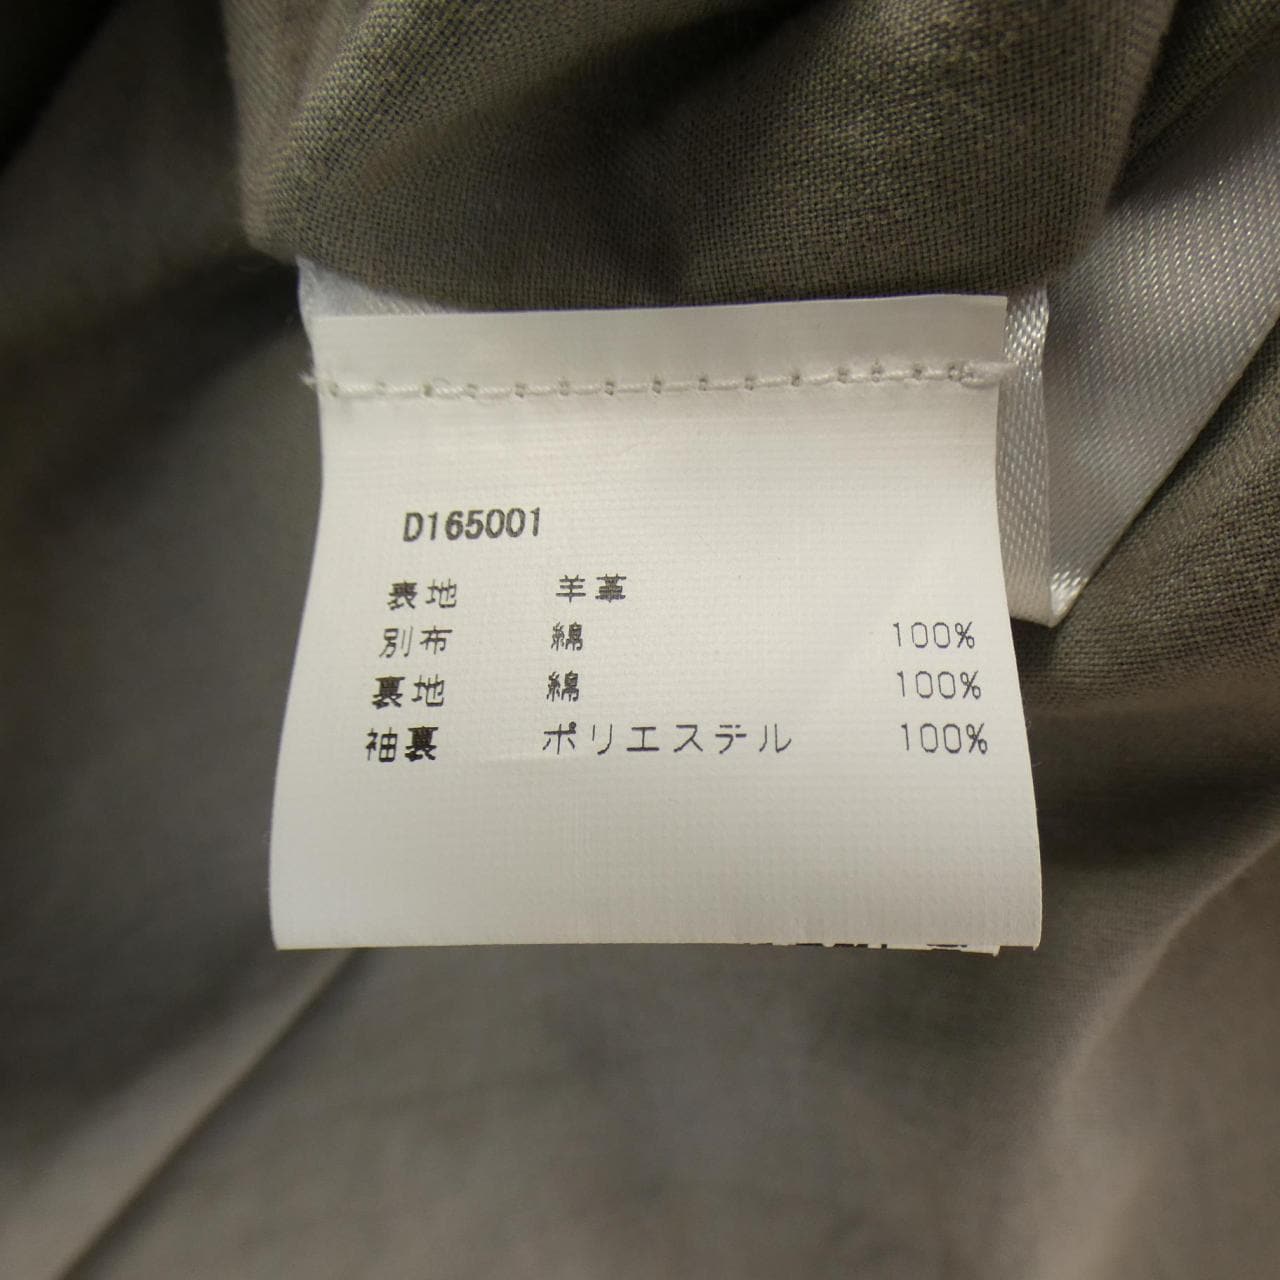 D165001
表地 羊革
別布 綿 100%
裏地 綿 100%
袖裏 ポリエステル 100%